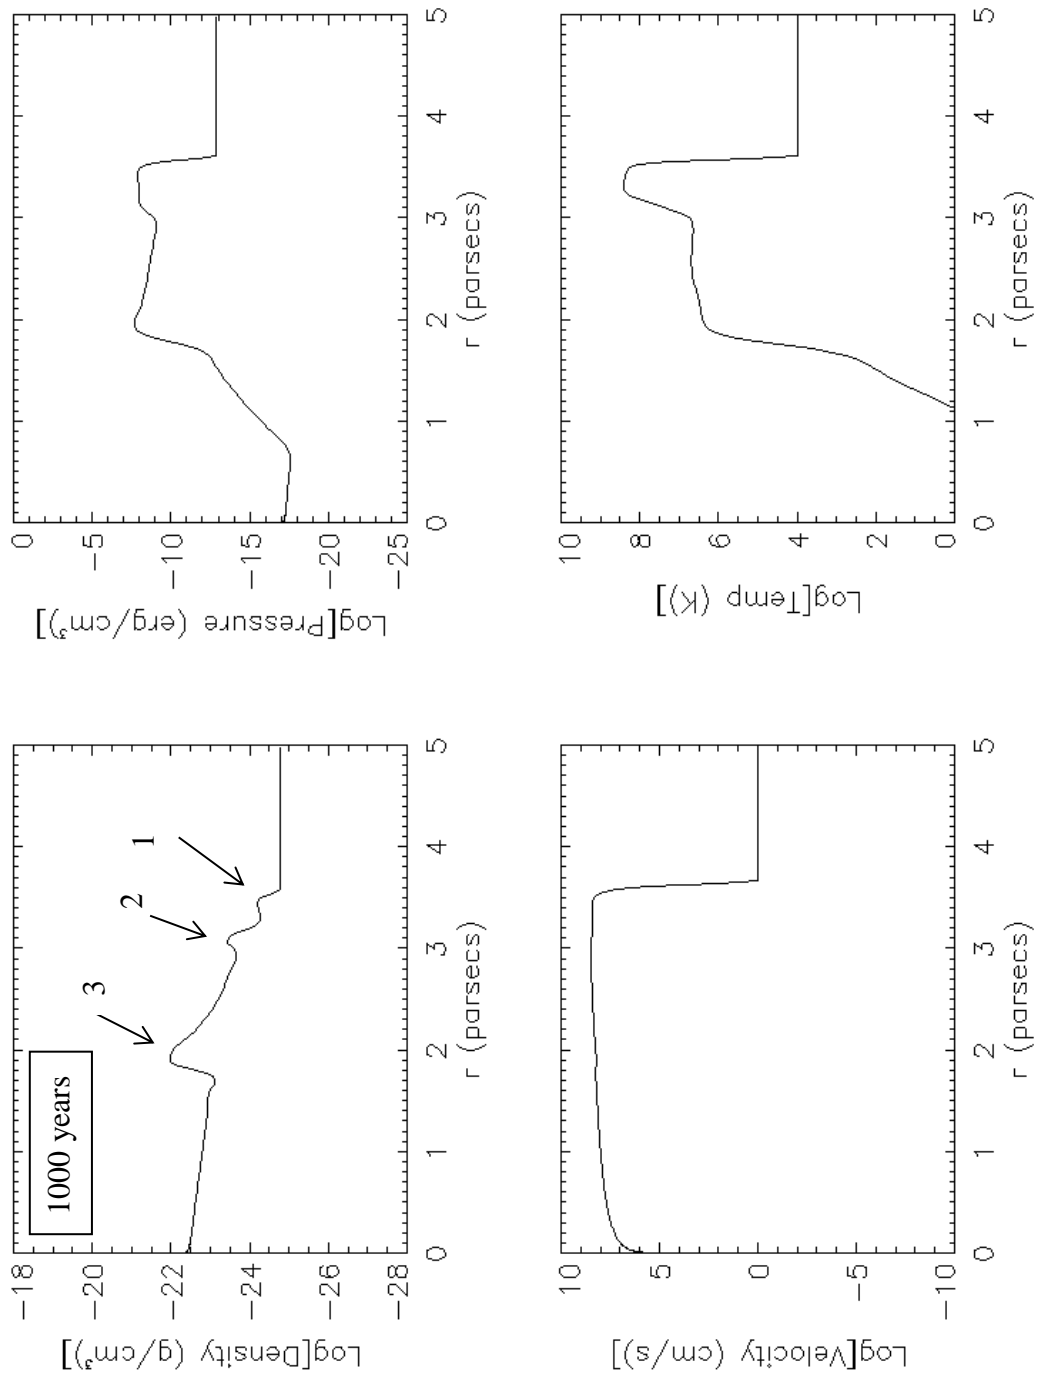 1000 years
3
2
1
Log[Density (g/cm³)]
-18
-20
-22
-24
-26
-28
0 1 2 3 4 5
r (parsecs)
Log[Pressure (erg/cm³)]
0
-5
-10
-15
-20
-25
0 1 2 3 4 5
r (parsecs)
Log[Velocity (cm/s)]
10
5
0
-5
-10
0 1 2 3 4 5
r (parsecs)
Log[Temp (K)]
10
8
6
4
2
0
0 1 2 3 4 5
r (parsecs)